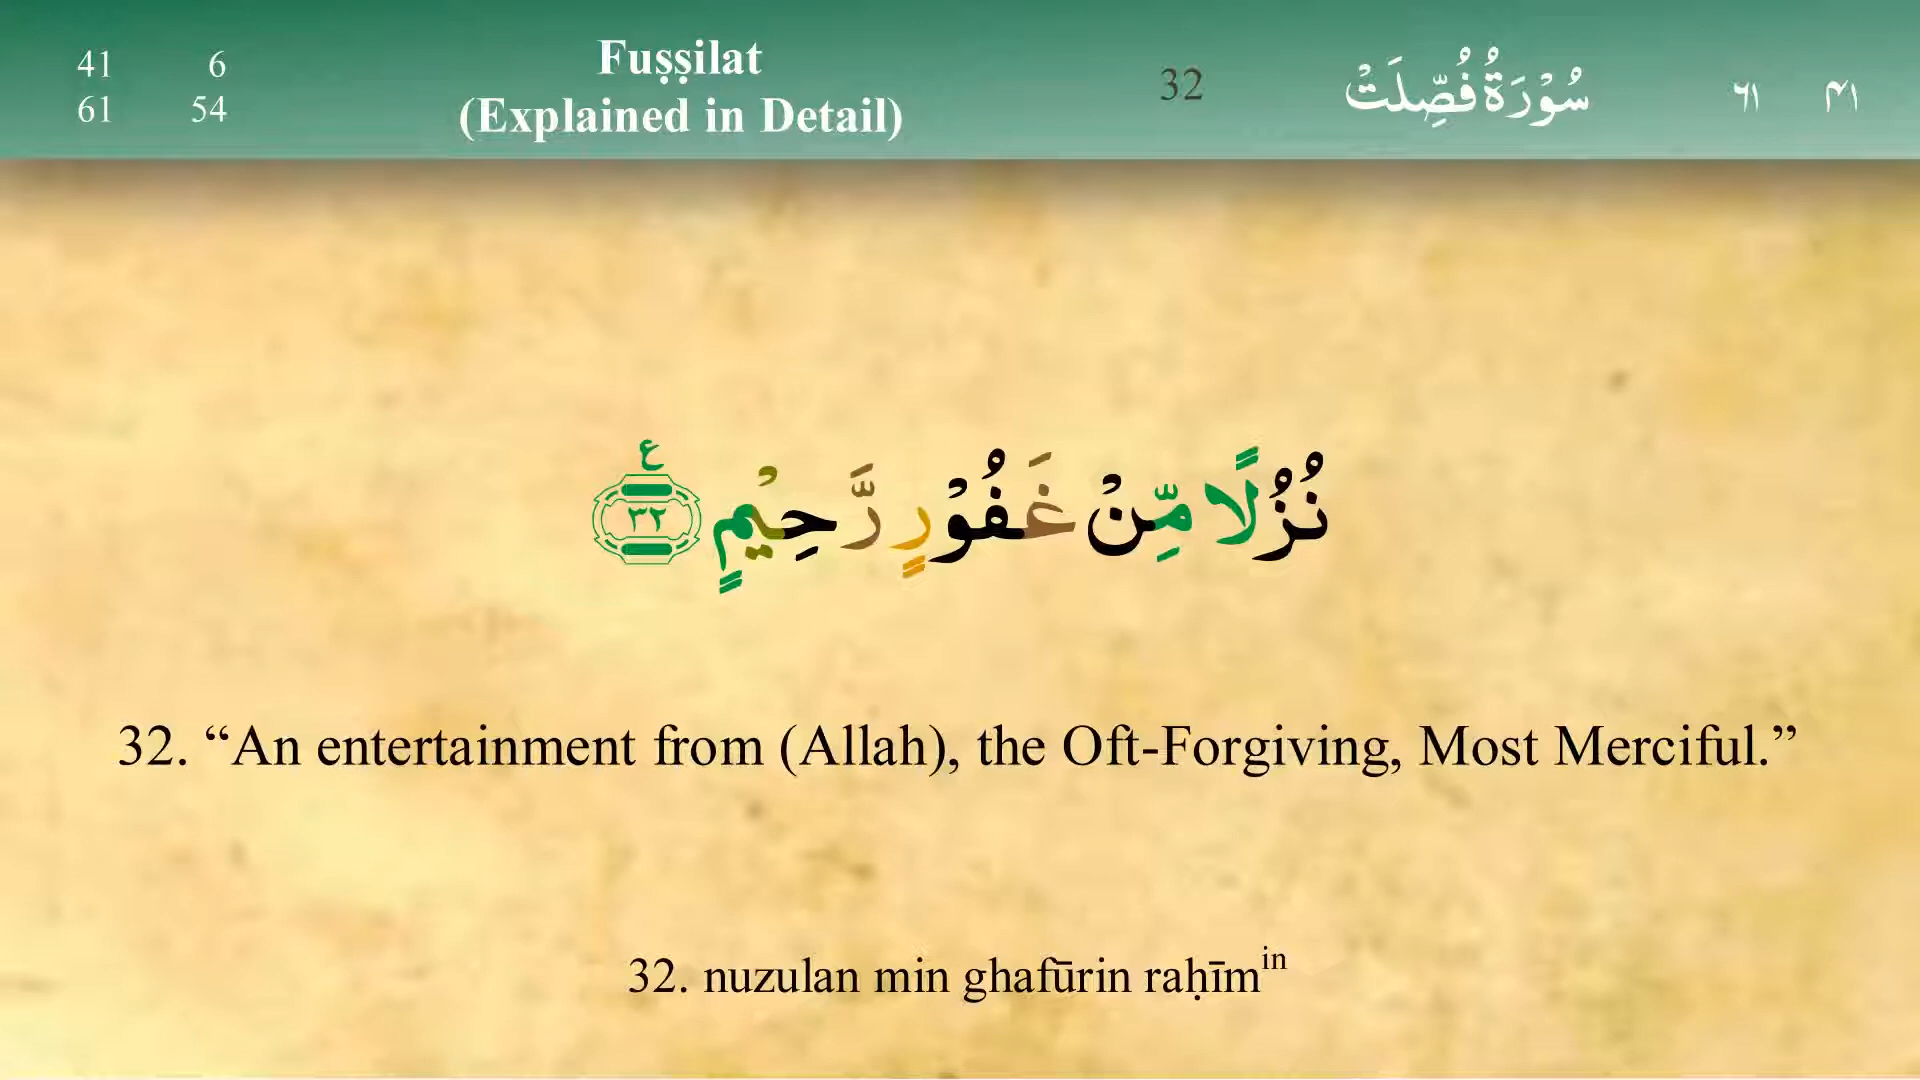 41 6
61 54
Fuṣṣilat
(Explained in Detail)
32
سُوْرَةُ فُصِّلَتْ
٦١ ٤١
نُزُلًا مِّنْ غَفُوْرٍ رَّحِيْمٍ ع ٣٢
32. “An entertainment from (Allah), the Oft-Forgiving, Most Merciful.”
32. nuzulan min ghafūrin raḥīmin